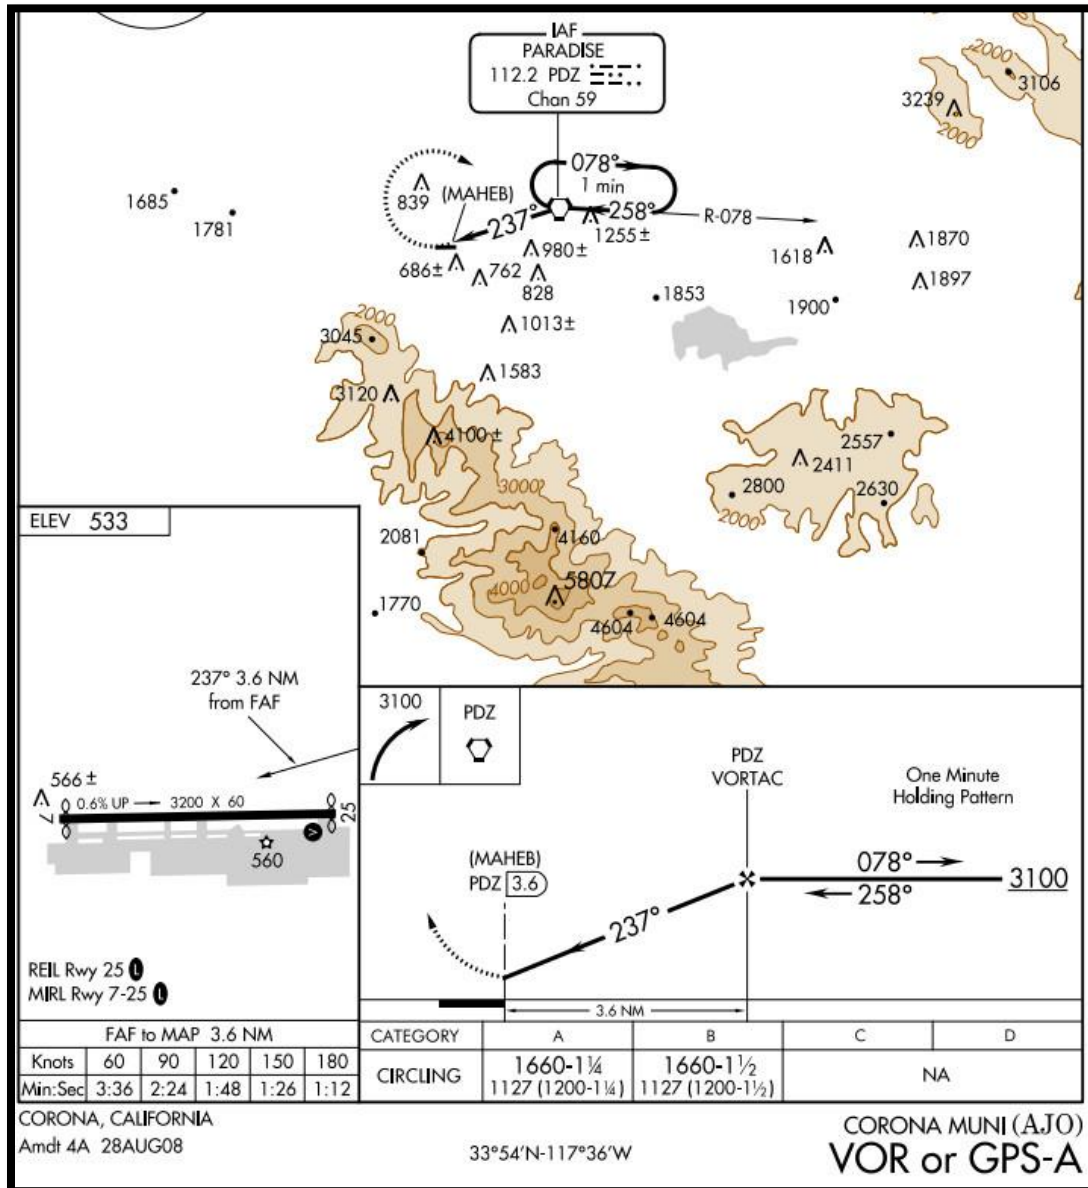 IAF
PARADISE
112.2 PDZ
Chan 59
2000
3106
3239
2000
078°
1 min
839
(MAHEB)
1685
1781
237°
258°
R-078
1255±
980±
1618
1870
686±
762
828
1897
1853
1900
2000
1013±
3045
1583
3120
4100±
2557
2411
3000
2800
2630
2000
ELEV 533
2081
4160
4000
5807
1770
4604
4604
237° 3.6 NM
from FAF
3100
PDZ
PDZ
VORTAC
One Minute
Holding Pattern
566±
0.6% UP
3200 X 60
7
25
V
560
(MAHEB)
PDZ 3.6
078°
258°
3100
237°
REIL Rwy 25 L
MIRL Rwy 7-25 L
3.6 NM
FAF to MAP 3.6 NM
Knots 60 90 120 150 180
Min:Sec 3:36 2:24 1:48 1:26 1:12
CATEGORY A B C D
CIRCLING
1660-1¼
1127 (1200-1¼)
1660-1½
1127 (1200-1½)
NA
CORONA, CALIFORNIA
Amdt 4A 28AUG08
33°54'N-117°36'W
CORONA MUNI (AJO)
VOR or GPS-A